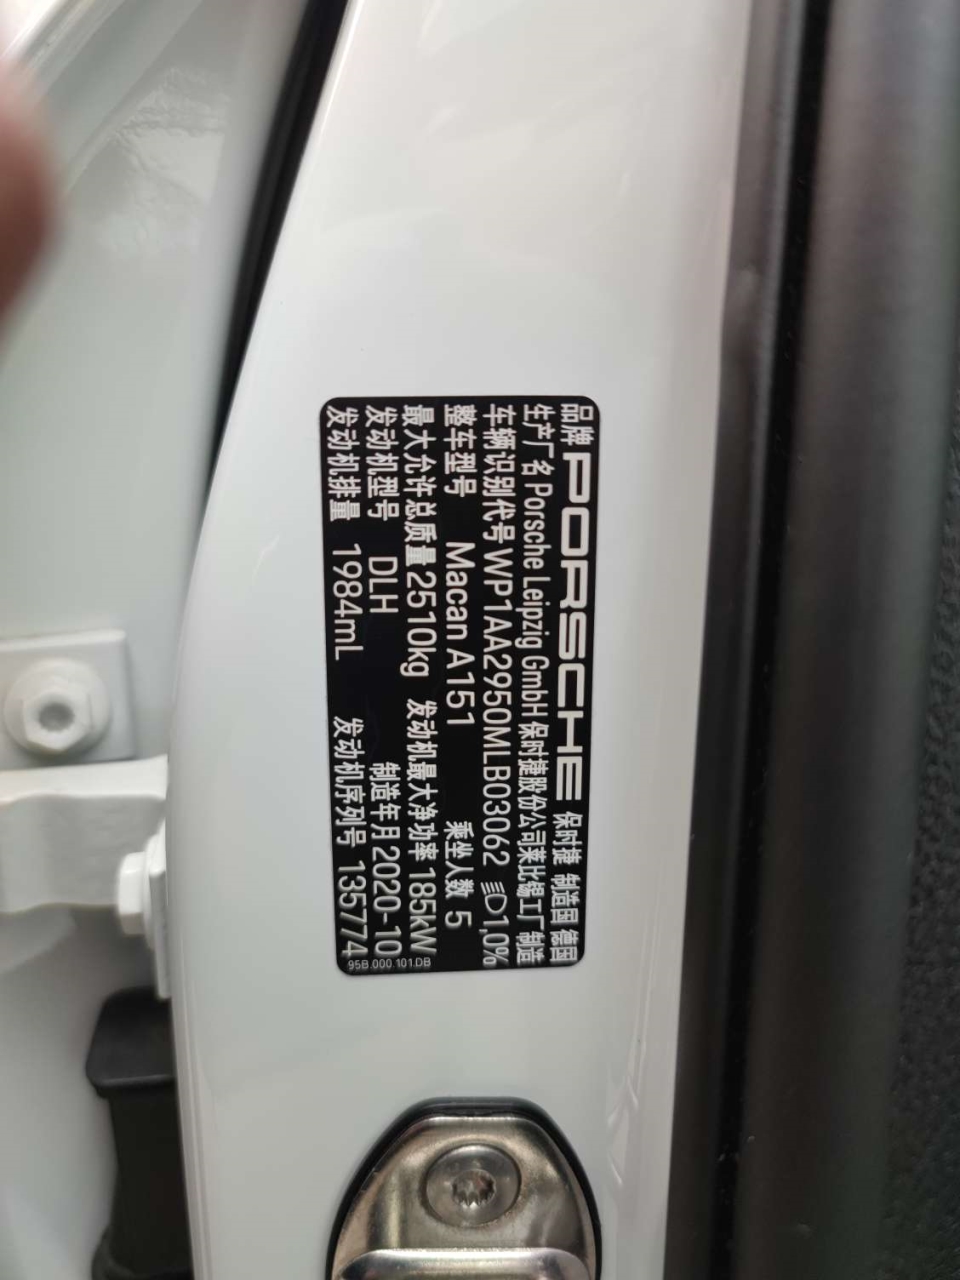 品牌 PORSCHE 保时捷 制造国 德国
生产厂名 Porsche Leipzig GmbH 保时捷股份公司莱比锡工厂 制造
车辆识别代号 WP1AA2950MLB03062 1,0%
整车型号 Macan A151 乘坐人数 5
最大允许总质量 2510kg 发动机最大净功率 185kW
发动机型号 DLH 制造年月 2020-10
发动机排量 1984mL 发动机序列号 135774
95B.000.101.DB